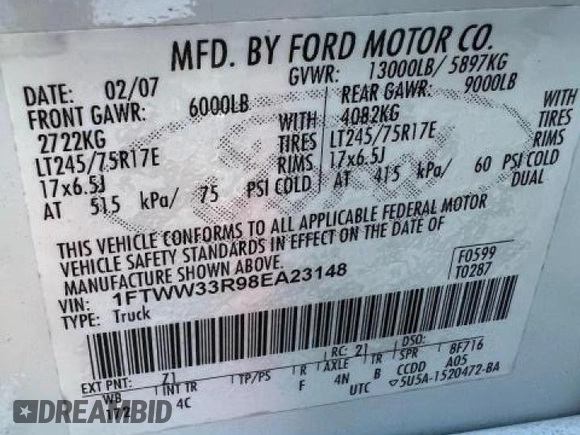 MFD. BY FORD MOTOR CO.
DATE: 02/07 GVWR: 13000LB/ 5897KG
FRONT GAWR: 6000LB REAR GAWR: 9000LB
2722KG WITH 4082KG WITH
LT245/75R17E TIRES LT245/75R17E TIRES
17x6.5J RIMS 17x6.5J RIMS
AT 515 kPa/ 75 PSI COLD AT 415 kPa/ 60 PSI COLD
DUAL
THIS VEHICLE CONFORMS TO ALL APPLICABLE FEDERAL MOTOR
VEHICLE SAFETY STANDARDS IN EFFECT ON THE DATE OF
MANUFACTURE SHOWN ABOVE.
F0599
T0287
VIN: 1FTWW33R98EA23148
TYPE: Truck
EXT PNT: Z1 RC: 21 DSO:
WB INT TR TP/PS R AXLE TR SPR 8F716
172 4C F 4N B CCDD A05
UTC 5U5A-1520472-BA
DREAMBID